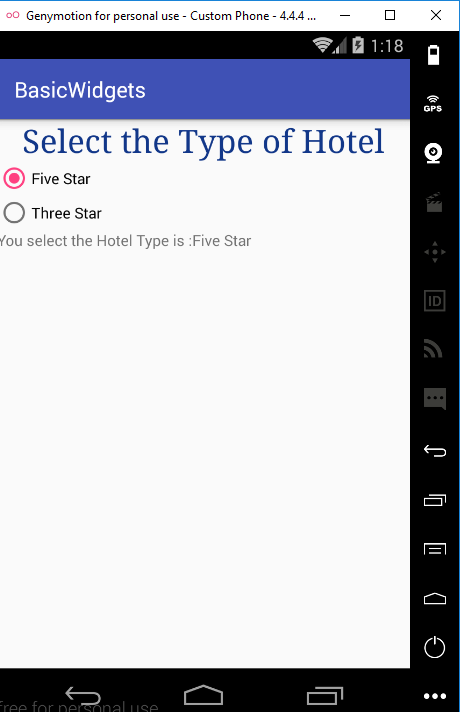 Genymotion for personal use - Custom Phone - 4.4.4 ...
1:18
BasicWidgets
GPS
Select the Type of Hotel
Five Star
ID
Three Star
You select the Hotel Type is :Five Star
free for personal use